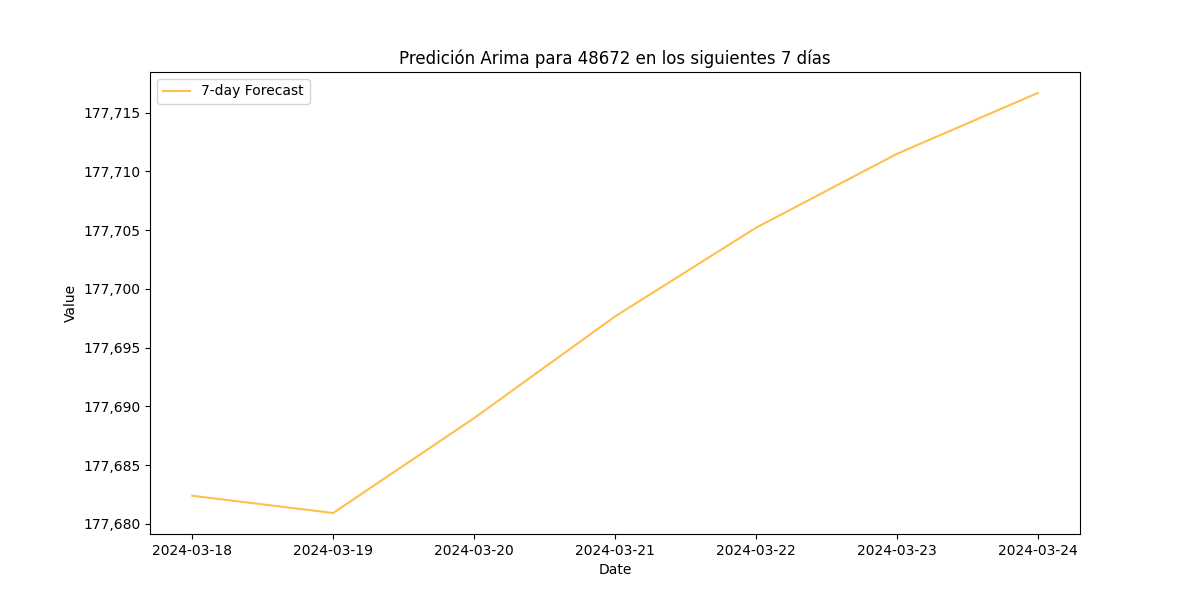 Predición Arima para 48672 en los siguientes 7 días
7-day Forecast
177,715
177,710
177,705
177,700
177,695
177,690
177,685
177,680
Value
2024-03-18 2024-03-19 2024-03-20 2024-03-21 2024-03-22 2024-03-23 2024-03-24
Date